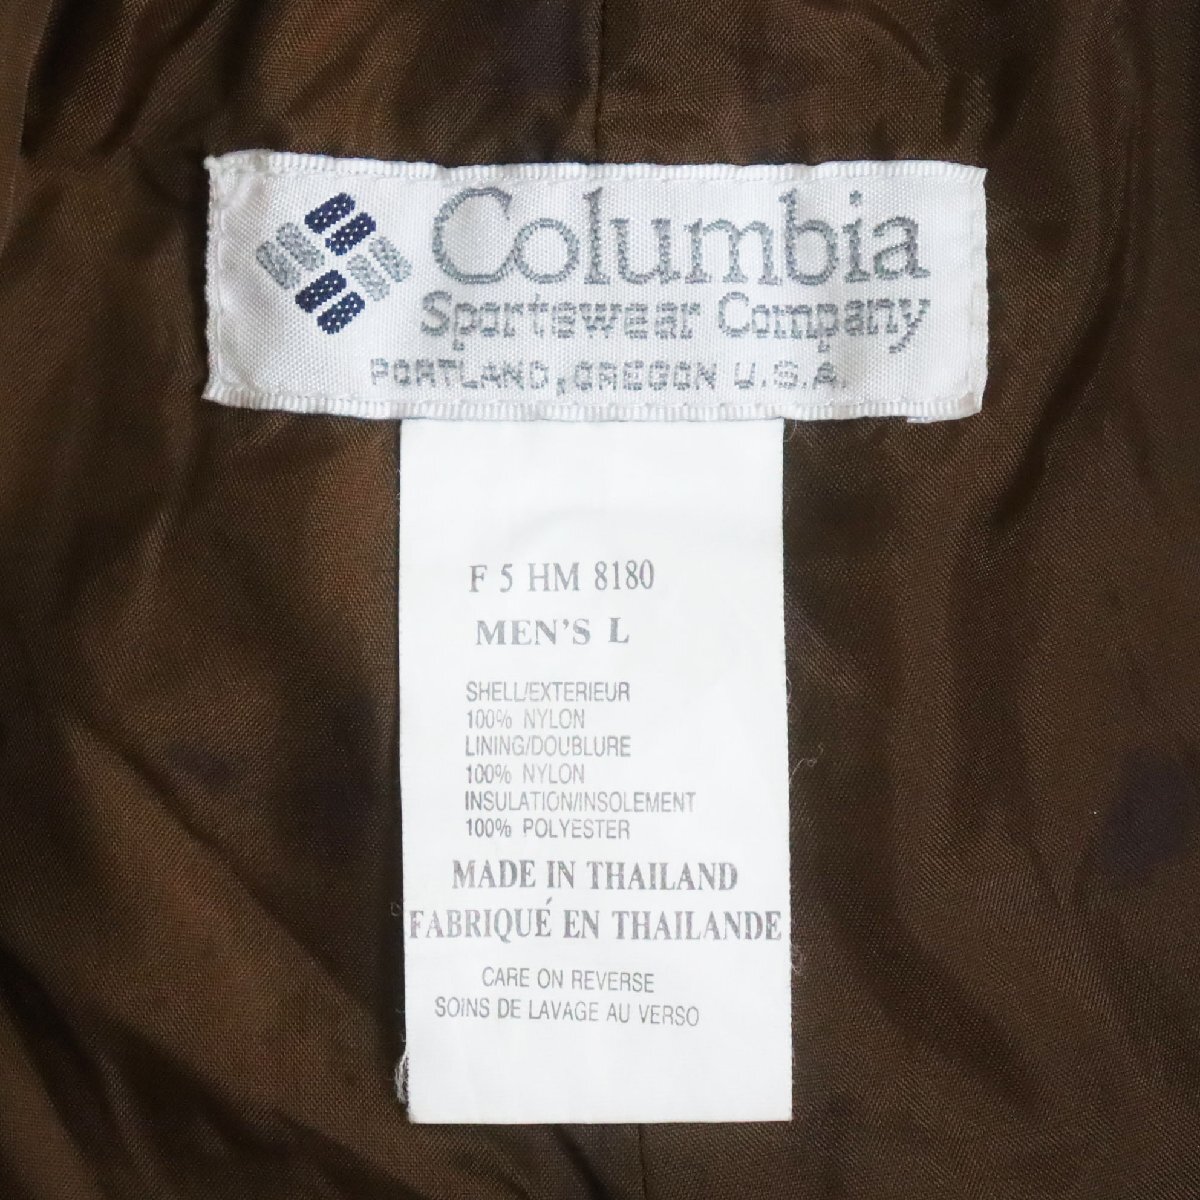 Columbia
Sportswear Company
PORTLAND, OREGON U.S.A.
F 5 HM 8180
MEN'S L
SHELL/EXTERIEUR
100% NYLON
LINING/DOUBLURE
100% NYLON
INSULATION/INSOLEMENT
100% POLYESTER
MADE IN THAILAND
FABRIQUÉ EN THAILANDE
CARE ON REVERSE
SOINS DE LAVAGE AU VERSO